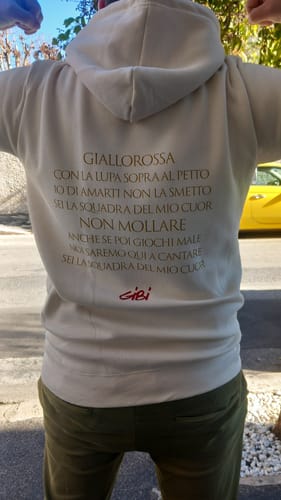 GIALLOROSSA
CON LA LUPA SOPRA AL PETTO
IO DI AMARTI NON LA SMETTO
SEI LA SQUADRA DEL MIO CUOR
NON MOLLARE
ANCHE SE POI GIOCHI MALE
NOI SAREMO QUI A CANTARE
SEI LA SQUADRA DEL MIO CUOR
GiBi